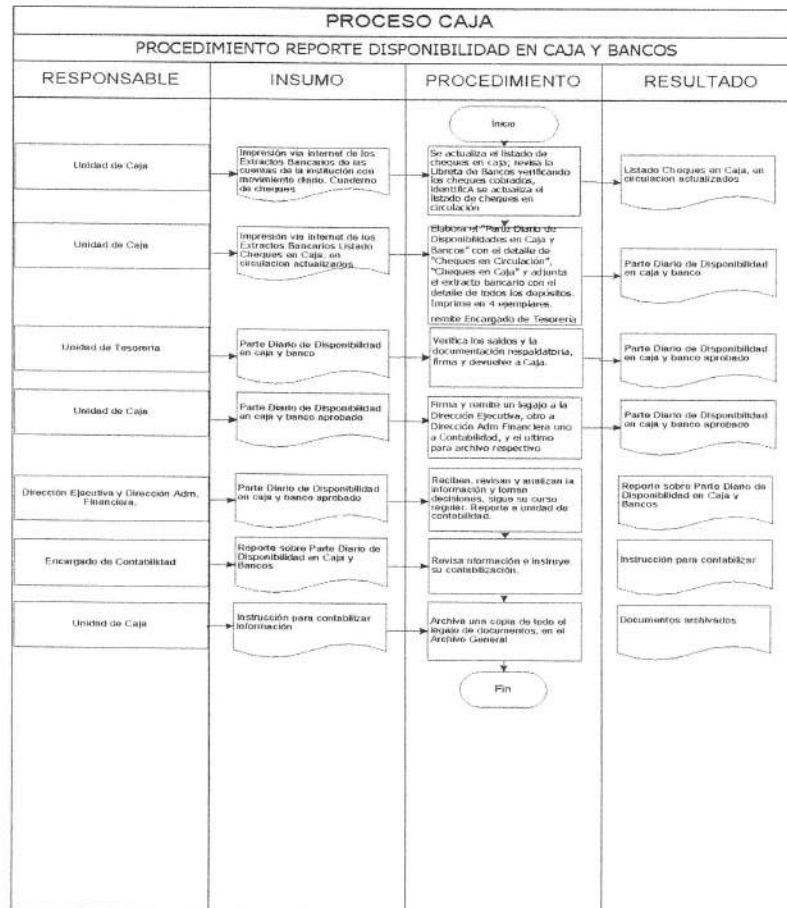 PROCESO CAJA
PROCEDIMIENTO REPORTE DISPONIBILIDAD EN CAJA Y BANCOS
RESPONSABLE
INSUMO
PROCEDIMIENTO
RESULTADO
Inicio
Unidad de Caja
Impresión via internet de los
Extractos Bancarios de las
cuentas de la institución con
movimiento diario. Cuaderno
de cheques
Se actualiza el listado de
cheques en caja; revisa la
Libreta de Bancos verificando
los cheques cobrados,
identificA se actualiza el
listado de cheques en
circulación
Listado Cheques en Caja, en
circulacion actualizados
Unidad de Caja
Impresión via internet de los
Extractos Bancarios Listado
Cheques en Caja, en
circulacion actualizados
Elabora el "Parte Diario de
Disponibilidades en Caja y
Bancos" con el detalle de
"Cheques en Circulación",
"Cheques en Caja" y adjunta
el extracto bancario con el
detalle de todos los depósitos.
Imprime en 4 ejemplares.
remite Encargado de Tesoreria
Parte Diario de Disponibilidad
en caja y banco
Unidad de Tesoreria
Parte Diario de Disponibilidad
en caja y banco
Verifica los saldos y la
documentación respaldatoria,
firma y devuelve a Caja.
Parte Diario de Disponibilidad
en caja y banco aprobado
Unidad de Caja
Parte Diario de Disponibilidad
en caja y banco aprobado
Firma y remite un legajo a la
Dirección Ejecutiva, otro a
Dirección Adm Financiera uno
a Contabilidad, y el ultimo
para archivo respectivo
Parte Diario de Disponibilidad
en caja y banco aprobado
Dirección Ejecutiva y Dirección Adm.
Financiera.
Parte Diario de Disponibilidad
en caja y banco aprobado
Reciben, revisan y analizan la
información y toman
decisiones, sigue su curso
regular. Reporte a unidad de
contabilidad.
Reporte sobre Parte Diario de
Disponibilidad en Caja y
Bancos
Encargado de Contabilidad
Reporte sobre Parte Diario de
Disponibilidad en Caja y
Bancos
Revisa nformación e instruye
su contabilización.
Instrucción para contabilizar
Unidad de Caja
Instrucción para contabilizar
información
Archiva una copia de todo el
legajo de documentos, en el
Archivo General
Documentos archivados
Fin